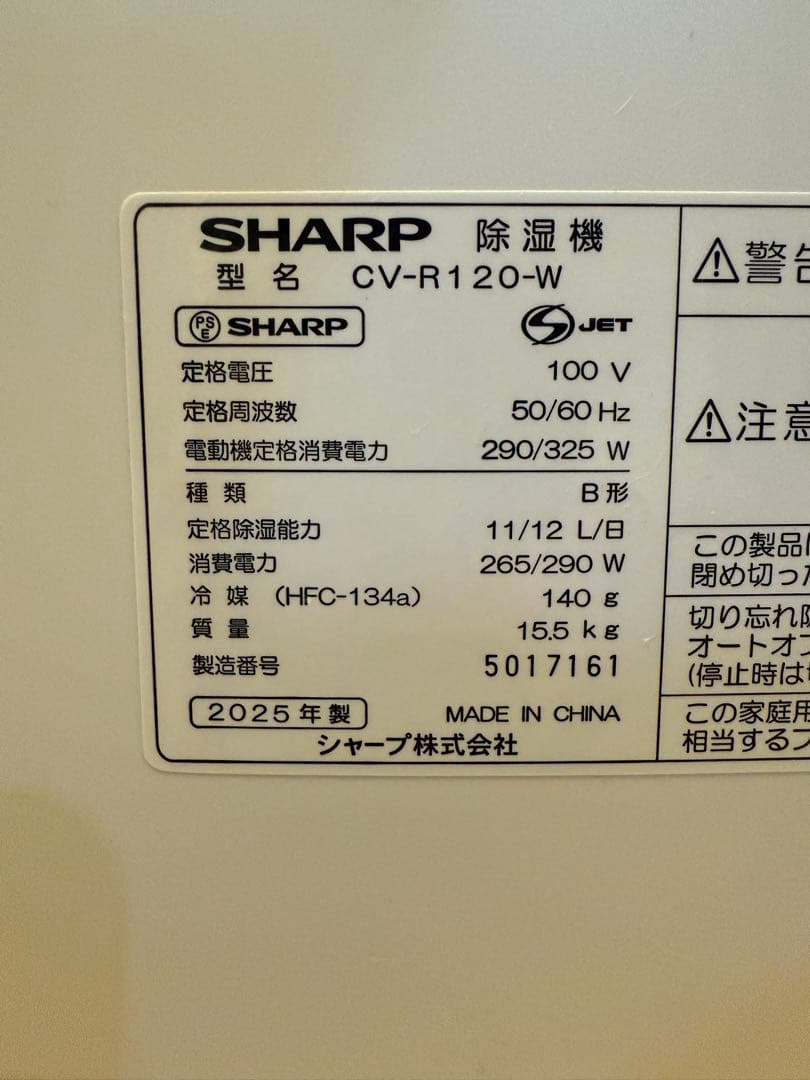 SHARP 除湿機
型名 CV-R120-W
PSE SHARP
S JET
定格電圧 100 V
定格周波数 50/60 Hz
電動機定格消費電力 290/325 W
種類 B形
定格除湿能力 11/12 L/日
消費電力 265/290 W
冷媒 (HFC-134a) 140 g
質量 15.5 kg
製造番号 5017161
2025年製 MADE IN CHINA
シャープ株式会社
⚠警告
⚠注意
この製品は
閉め切った
切り忘れ防
オートオフ
(停止時は
この家庭用
相当するフ